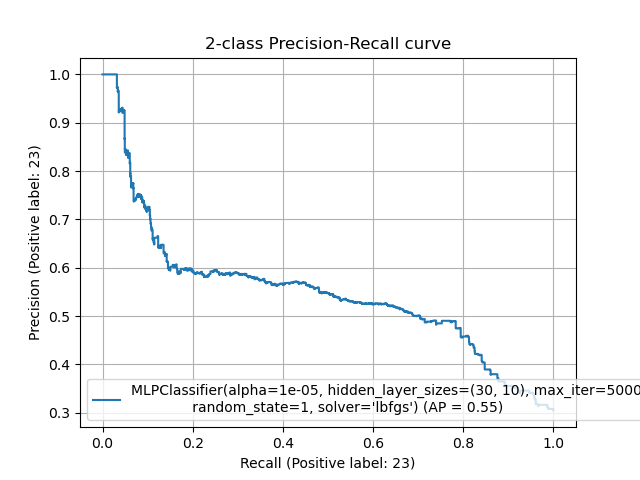 2-class Precision-Recall curve
Precision (Positive label: 23)
1.0
0.9
0.8
0.7
0.6
0.5
0.4
0.3
MLPClassifier(alpha=1e-05, hidden_layer_sizes=(30, 10), max_iter=5000
random_state=1, solver='lbfgs') (AP = 0.55)
0.0 0.2 0.4 0.6 0.8 1.0
Recall (Positive label: 23)